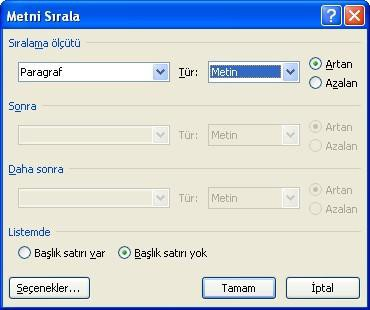 Metni Sırala
Sıralama ölçütü
Paragraf Tür: Metin Artan
Azalan
Sonra
Tür: Metin Artan
Azalan
Daha sonra
Tür: Metin Artan
Azalan
Listemde
Başlık satırı var Başlık satırı yok
Seçenekler... Tamam İptal